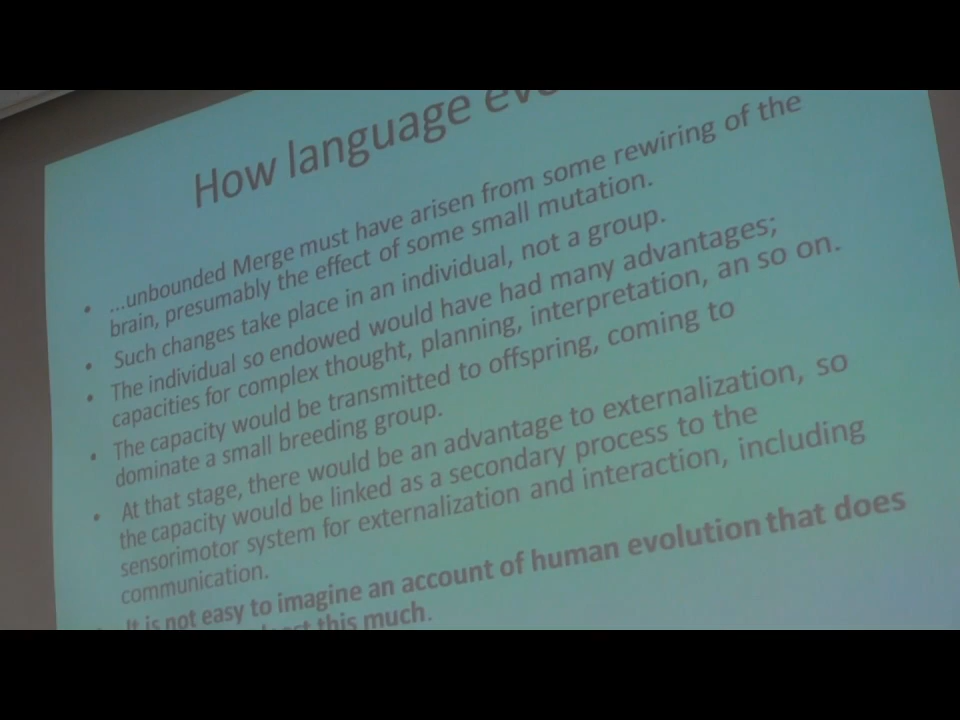 How language
• ...unbounded Merge must have arisen from some rewiring of the
brain, presumably the effect of some small mutation.
• Such changes take place in an individual, not a group.
• The individual so endowed would have had many advantages;
capacities for complex thought, planning, interpretation, an so on.
• The capacity would be transmitted to offspring, coming to
dominate a small breeding group.
• At that stage, there would be an advantage to externalization, so
the capacity would be linked as a secondary process to the
sensorimotor system for externalization and interaction, including
communication.
It is not easy to imagine an account of human evolution that does
this much.